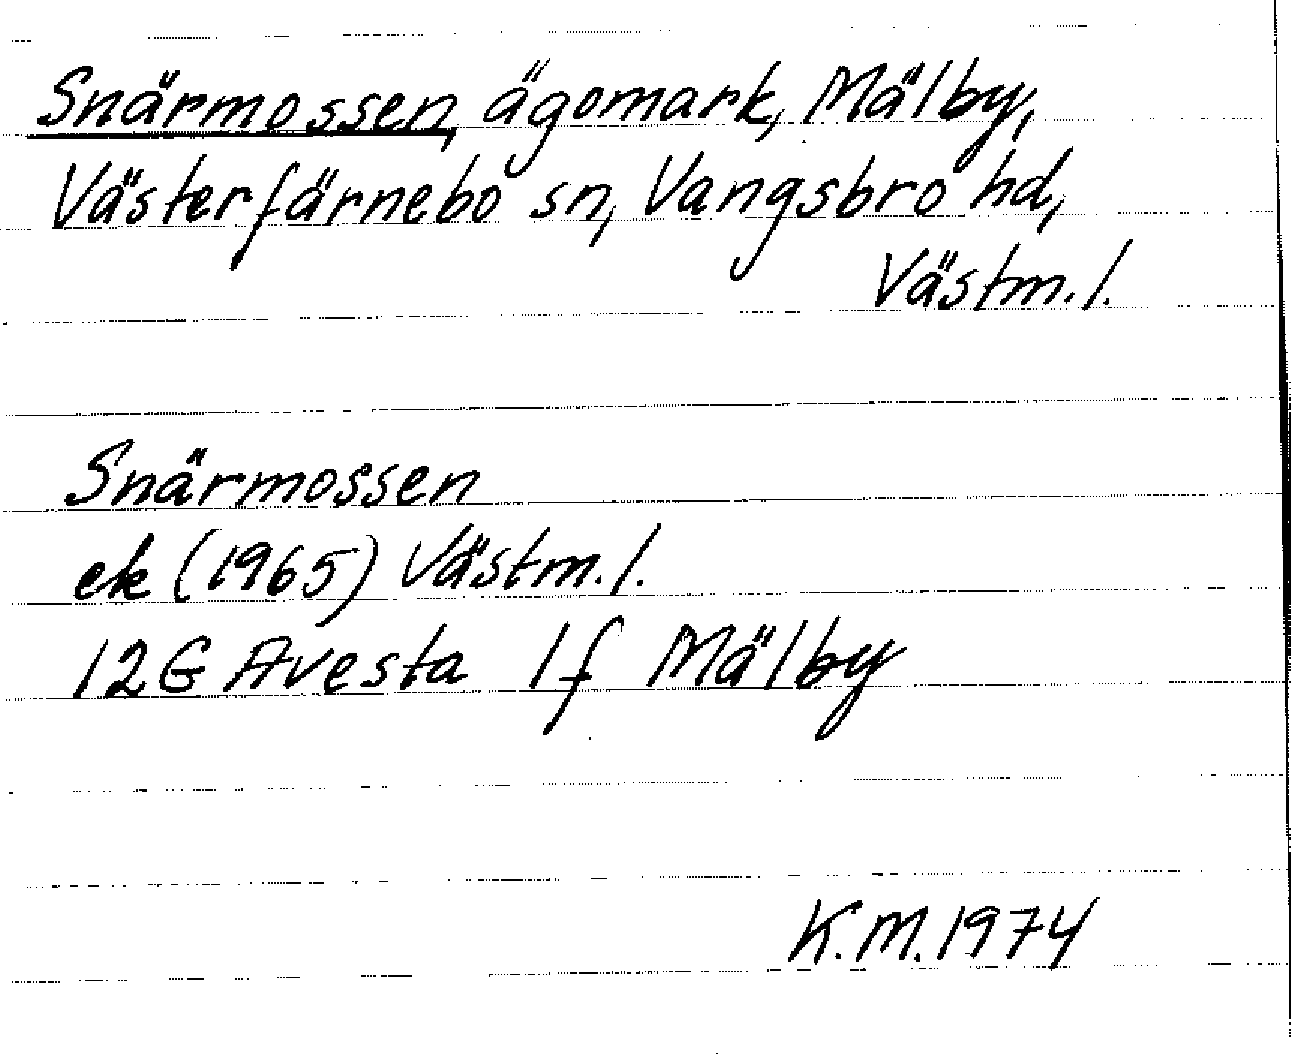 Snärmossen, ägomark, Mälby,
Västerfärnebo sn, Vangsbro hd,
Västm. l.
Snärmossen
ek (1965) Västm. l.
12G Avesta 1f Mälby
K.M. 1974